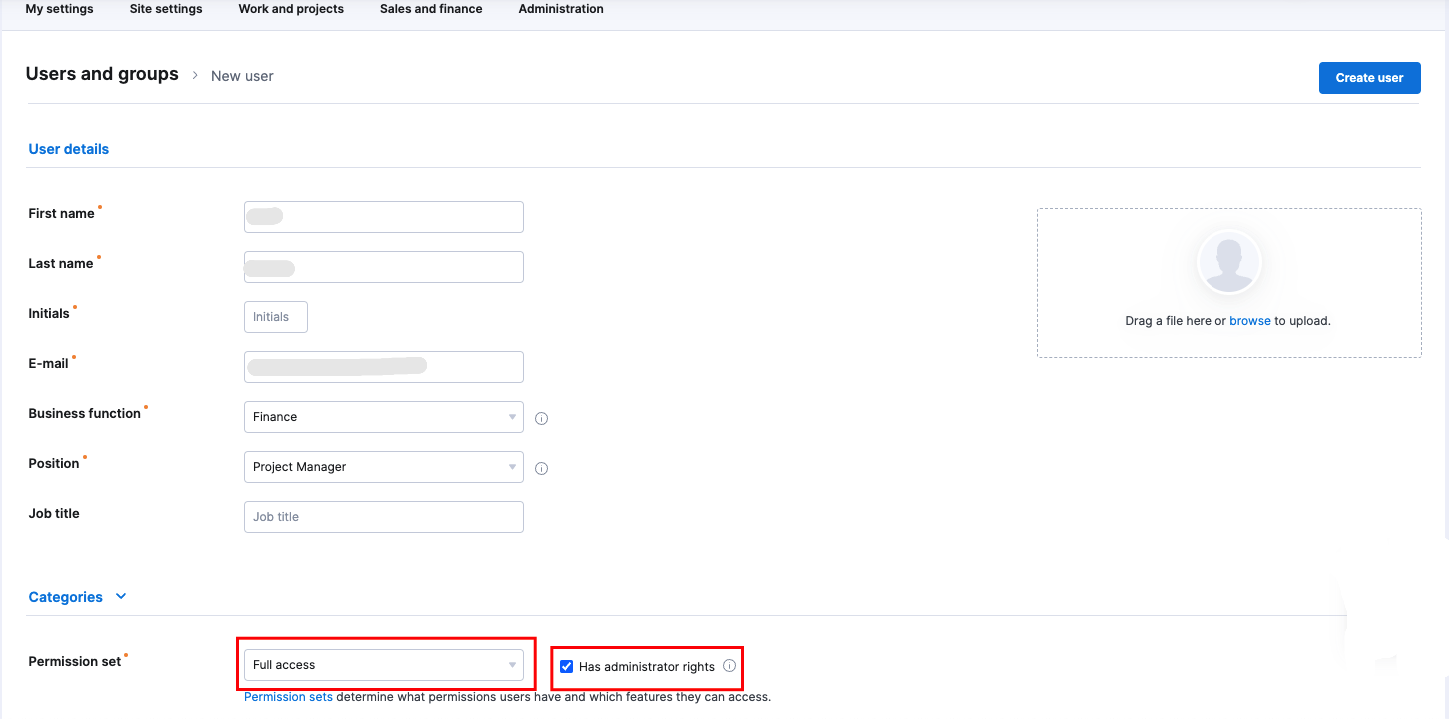 My settings Site settings Work and projects Sales and finance Administration
Users and groups > New user
Create user
User details
First name
Last name
Drag a file here or browse to upload.
Initials Initials
E-mail
Business function Finance
Position Project Manager
Job title Job title
Categories
Permission set Full access Has administrator rights
Permission sets determine what permissions users have and which features they can access.